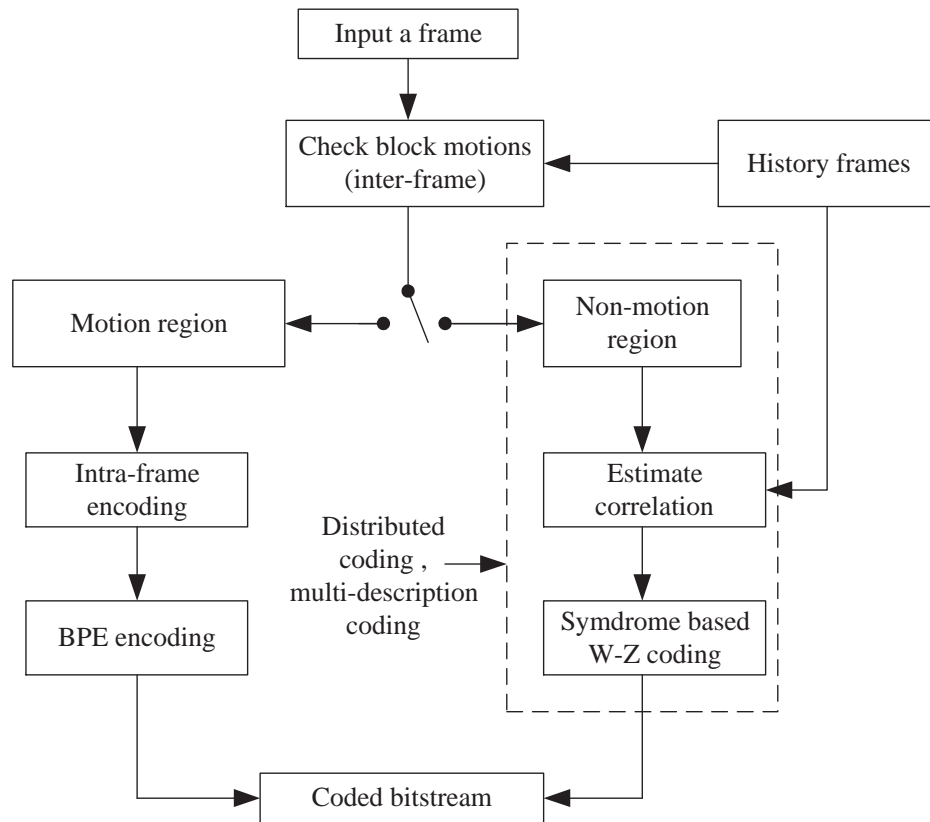 Input a frame
Check block motions
(inter-frame)
History frames
Motion region
Non-motion
region
Intra-frame
encoding
Estimate
correlation
Distributed
coding ,
multi-description
coding
BPE encoding
Symdrome based
W-Z coding
Coded bitstream